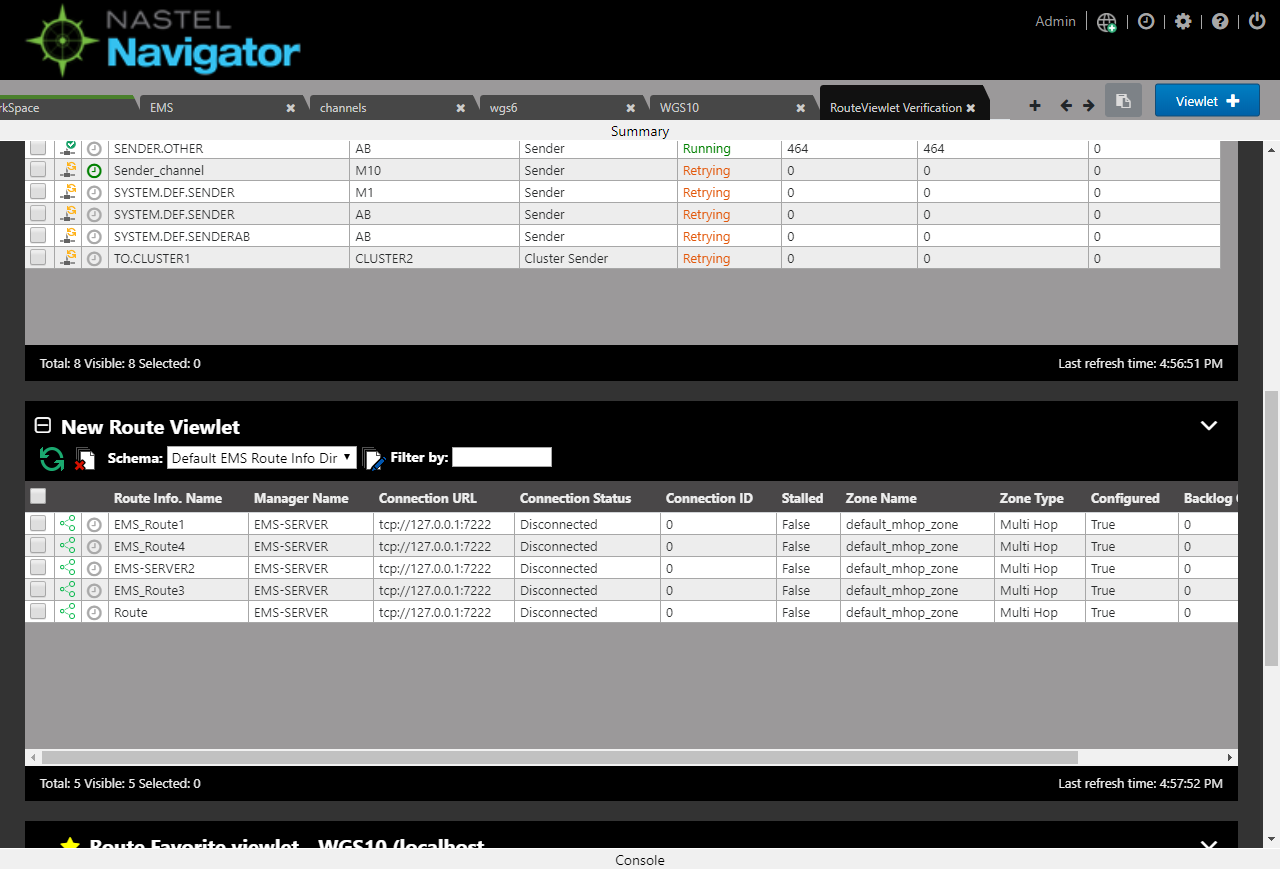 NASTEL
Navigator
Admin
rkSpace EMS channels wgs6 WGS10 RouteViewlet Verification Viewlet
Summary
SENDER.OTHER AB Sender Running 464 464 0
Sender_channel M10 Sender Retrying 0 0 0
SYSTEM.DEF.SENDER M1 Sender Retrying 0 0 0
SYSTEM.DEF.SENDER AB Sender Retrying 0 0 0
SYSTEM.DEF.SENDERAB AB Sender Retrying 0 0 0
TO.CLUSTER1 CLUSTER2 Cluster Sender Retrying 0 0 0
Total: 8 Visible: 8 Selected: 0 Last refresh time: 4:56:51 PM
New Route Viewlet
Schema: Default EMS Route Info Dir Filter by:
Route Info. Name Manager Name Connection URL Connection Status Connection ID Stalled Zone Name Zone Type Configured Backlog
EMS_Route1 EMS-SERVER tcp://127.0.0.1:7222 Disconnected 0 False default_mhop_zone Multi Hop True 0
EMS_Route4 EMS-SERVER tcp://127.0.0.1:7222 Disconnected 0 False default_mhop_zone Multi Hop True 0
EMS-SERVER2 EMS-SERVER tcp://127.0.0.1:7222 Disconnected 0 False default_mhop_zone Multi Hop True 0
EMS_Route3 EMS-SERVER tcp://127.0.0.1:7222 Disconnected 0 False default_mhop_zone Multi Hop True 0
Route EMS-SERVER tcp://127.0.0.1:7222 Disconnected 0 False default_mhop_zone Multi Hop True 0
Total: 5 Visible: 5 Selected: 0 Last refresh time: 4:57:52 PM
Route Favorite viewlet - WGS10 (localhost
Console